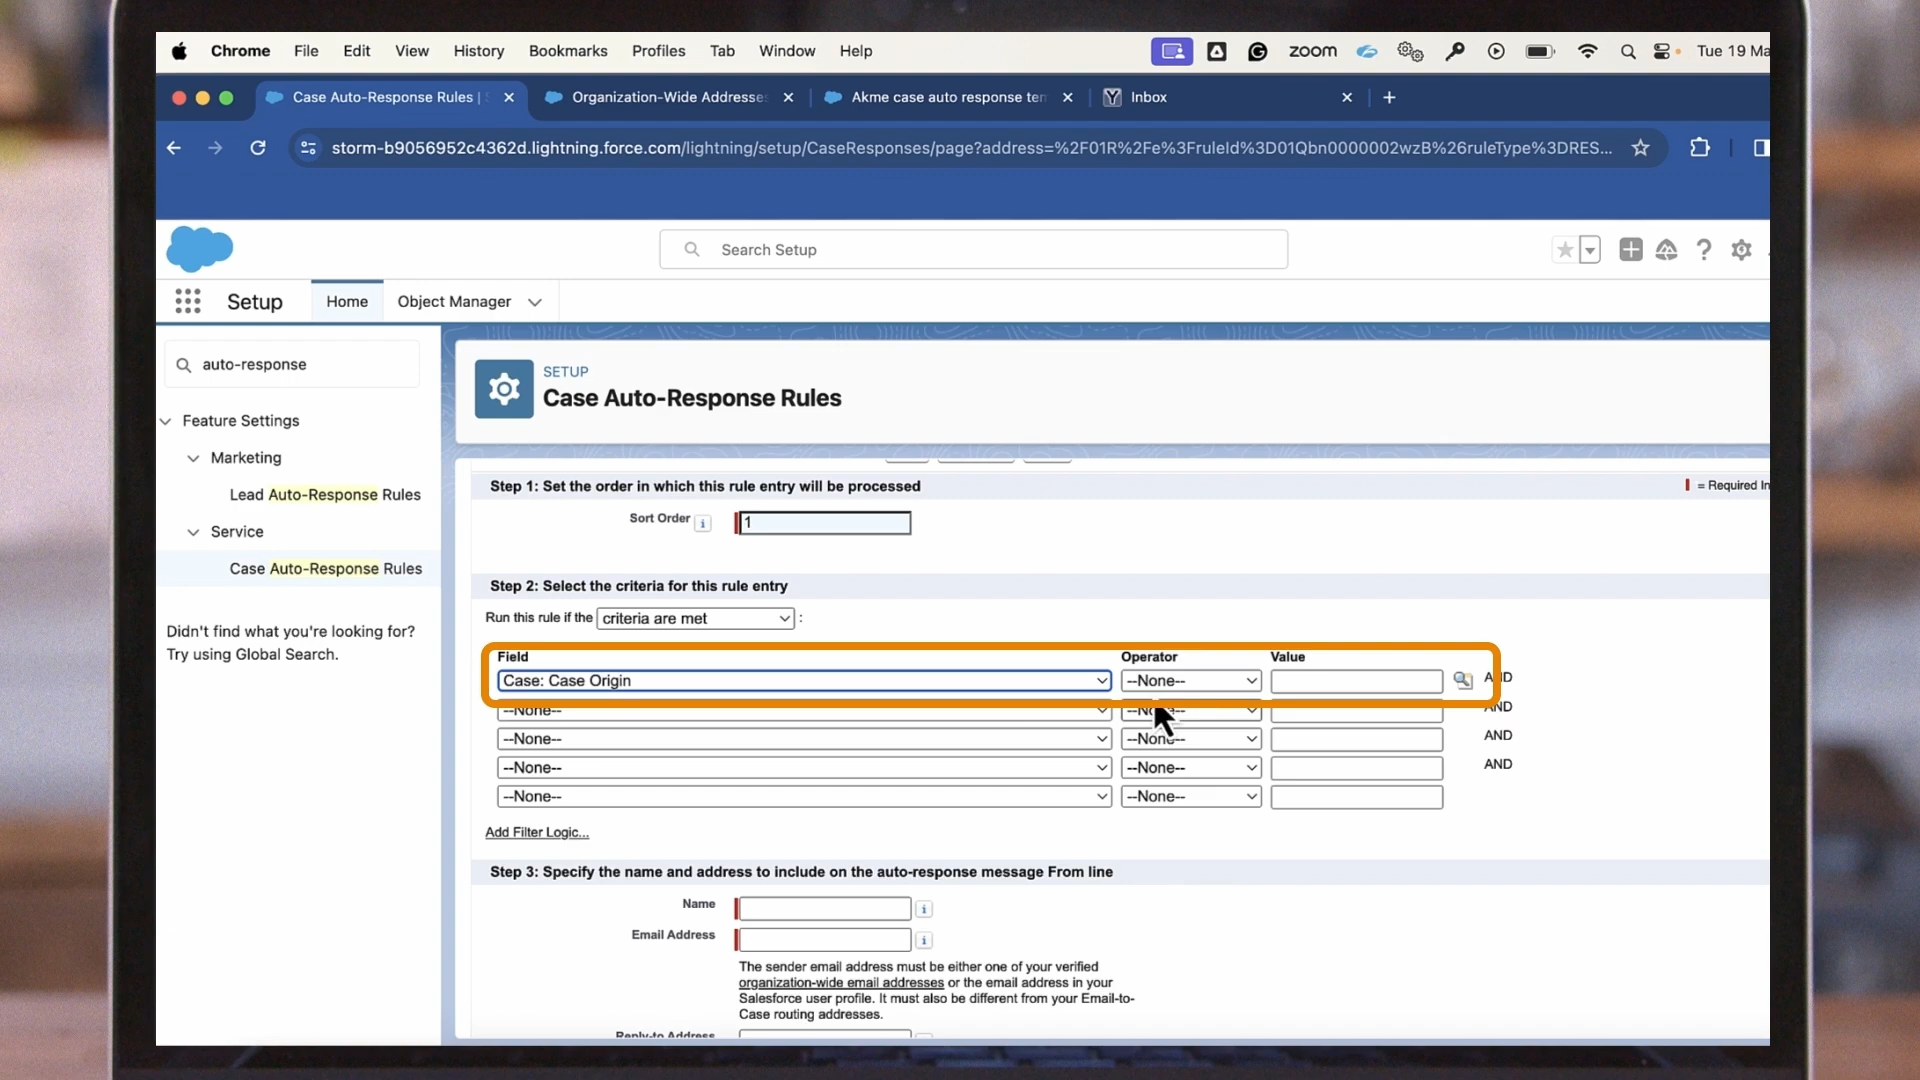 Chrome File Edit View History Bookmarks Profiles Tab Window Help zoom Tue 19 Ma
Case Auto-Response Rules | Organization-Wide Addresse Akme case auto response ten Inbox
storm-b9056952c4362d.lightning.force.com/lightning/setup/CaseResponses/page?address=%2F01R%2Fe%3FruleId%3D01Qbn0000002wzB%26ruleType%3DRES...
Search Setup
Setup Home Object Manager
auto-response
Feature Settings
Marketing
Lead Auto-Response Rules
Service
Case Auto-Response Rules
Didn't find what you're looking for?
Try using Global Search.
SETUP
Case Auto-Response Rules
Step 1: Set the order in which this rule entry will be processed
= Required In
Sort Order 1
Step 2: Select the criteria for this rule entry
Run this rule if the criteria are met :
Field Operator Value
Case: Case Origin --None-- AND
--None-- --None-- AND
--None-- --None-- AND
--None-- --None-- AND
--None-- --None--
Add Filter Logic...
Step 3: Specify the name and address to include on the auto-response message From line
Name
Email Address
The sender email address must be either one of your verified
organization-wide email addresses or the email address in your
Salesforce user profile. It must also be different from your Email-to-
Case routing addresses.
Reply-to Address